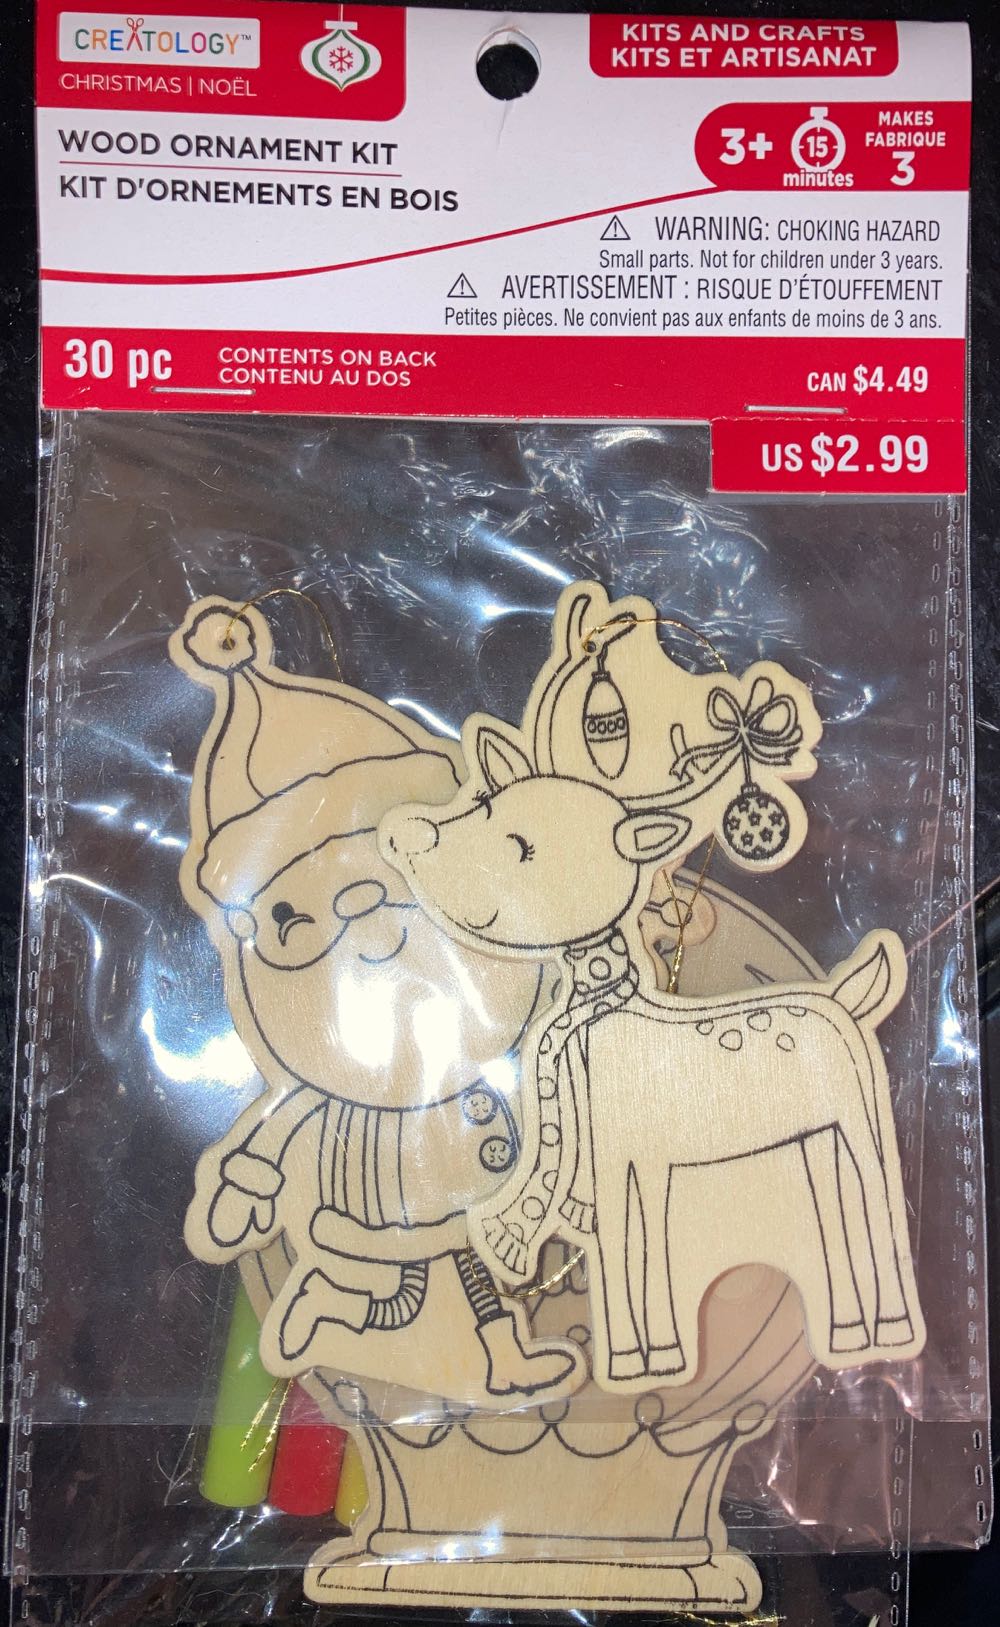 CREATOLOGY™
CHRISTMAS | NOËL
KITS AND CRAFTS
KITS ET ARTISANAT
WOOD ORNAMENT KIT
KIT D'ORNEMENTS EN BOIS
3+
15
minutes
MAKES
FABRIQUE
3
WARNING: CHOKING HAZARD
Small parts. Not for children under 3 years.
AVERTISSEMENT : RISQUE D'ÉTOUFFEMENT
Petites pièces. Ne convient pas aux enfants de moins de 3 ans.
30 pc
CONTENTS ON BACK
CONTENU AU DOS
CAN $4.49
US $2.99